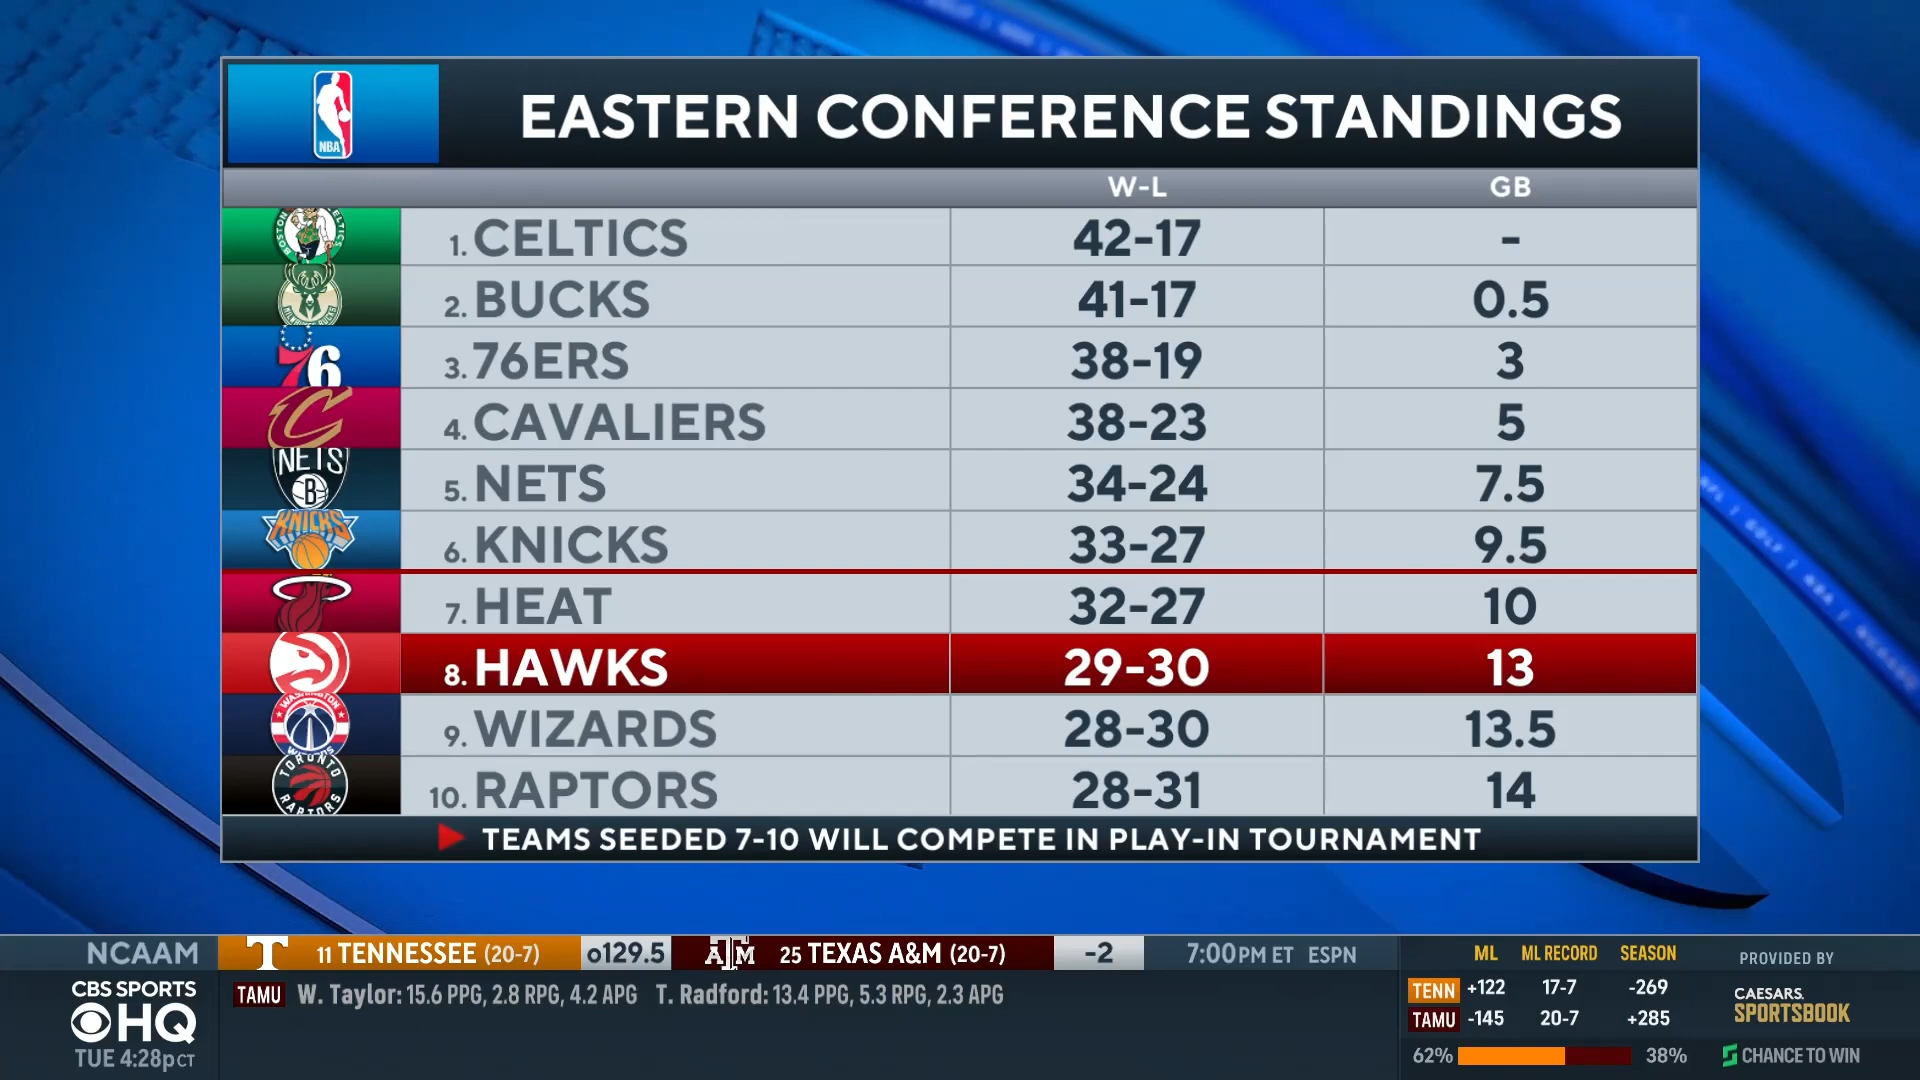 NBA
EASTERN CONFERENCE STANDINGS
W-L GB
1. CELTICS 42-17 -
2. BUCKS 41-17 0.5
3. 76ERS 38-19 3
4. CAVALIERS 38-23 5
5. NETS 34-24 7.5
6. KNICKS 33-27 9.5
7. HEAT 32-27 10
8. HAWKS 29-30 13
9. WIZARDS 28-30 13.5
10. RAPTORS 28-31 14
TEAMS SEEDED 7-10 WILL COMPETE IN PLAY-IN TOURNAMENT
NCAAM T 11 TENNESSEE (20-7) o129.5 ATM 25 TEXAS A&M (20-7) -2 7:00PM ET ESPN
CBS SPORTS HQ
TUE 4:28pCT
TAMU W. Taylor: 15.6 PPG, 2.8 RPG, 4.2 APG T. Radford: 13.4 PPG, 5.3 RPG, 2.3 APG
ML ML RECORD SEASON
TENN +122 17-7 -269
TAMU -145 20-7 +285
62% 38%
PROVIDED BY
CAESARS
SPORTSBOOK
CHANCE TO WIN